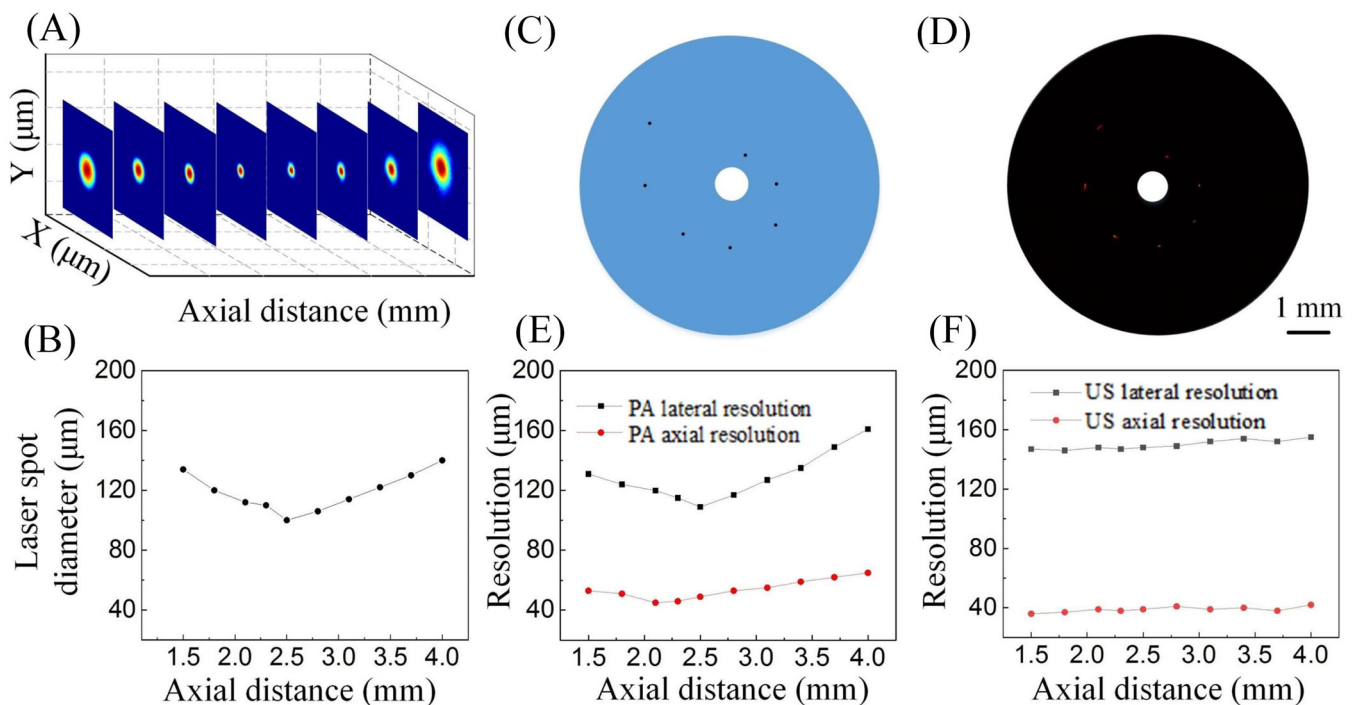 (A)
Y (μm)
X (μm)
Axial distance (mm)
(C)
(D)
1 mm
(B)
200
160
120
80
40
Laser spot
diameter (μm)
1.5 2.0 2.5 3.0 3.5 4.0
Axial distance (mm)
(E)
200
160
120
80
40
Resolution (μm)
PA lateral resolution
PA axial resolution
1.5 2.0 2.5 3.0 3.5 4.0
Axial distance (mm)
(F)
200
160
120
80
40
Resolution (μm)
US lateral resolution
US axial resolution
1.5 2.0 2.5 3.0 3.5 4.0
Axial distance (mm)